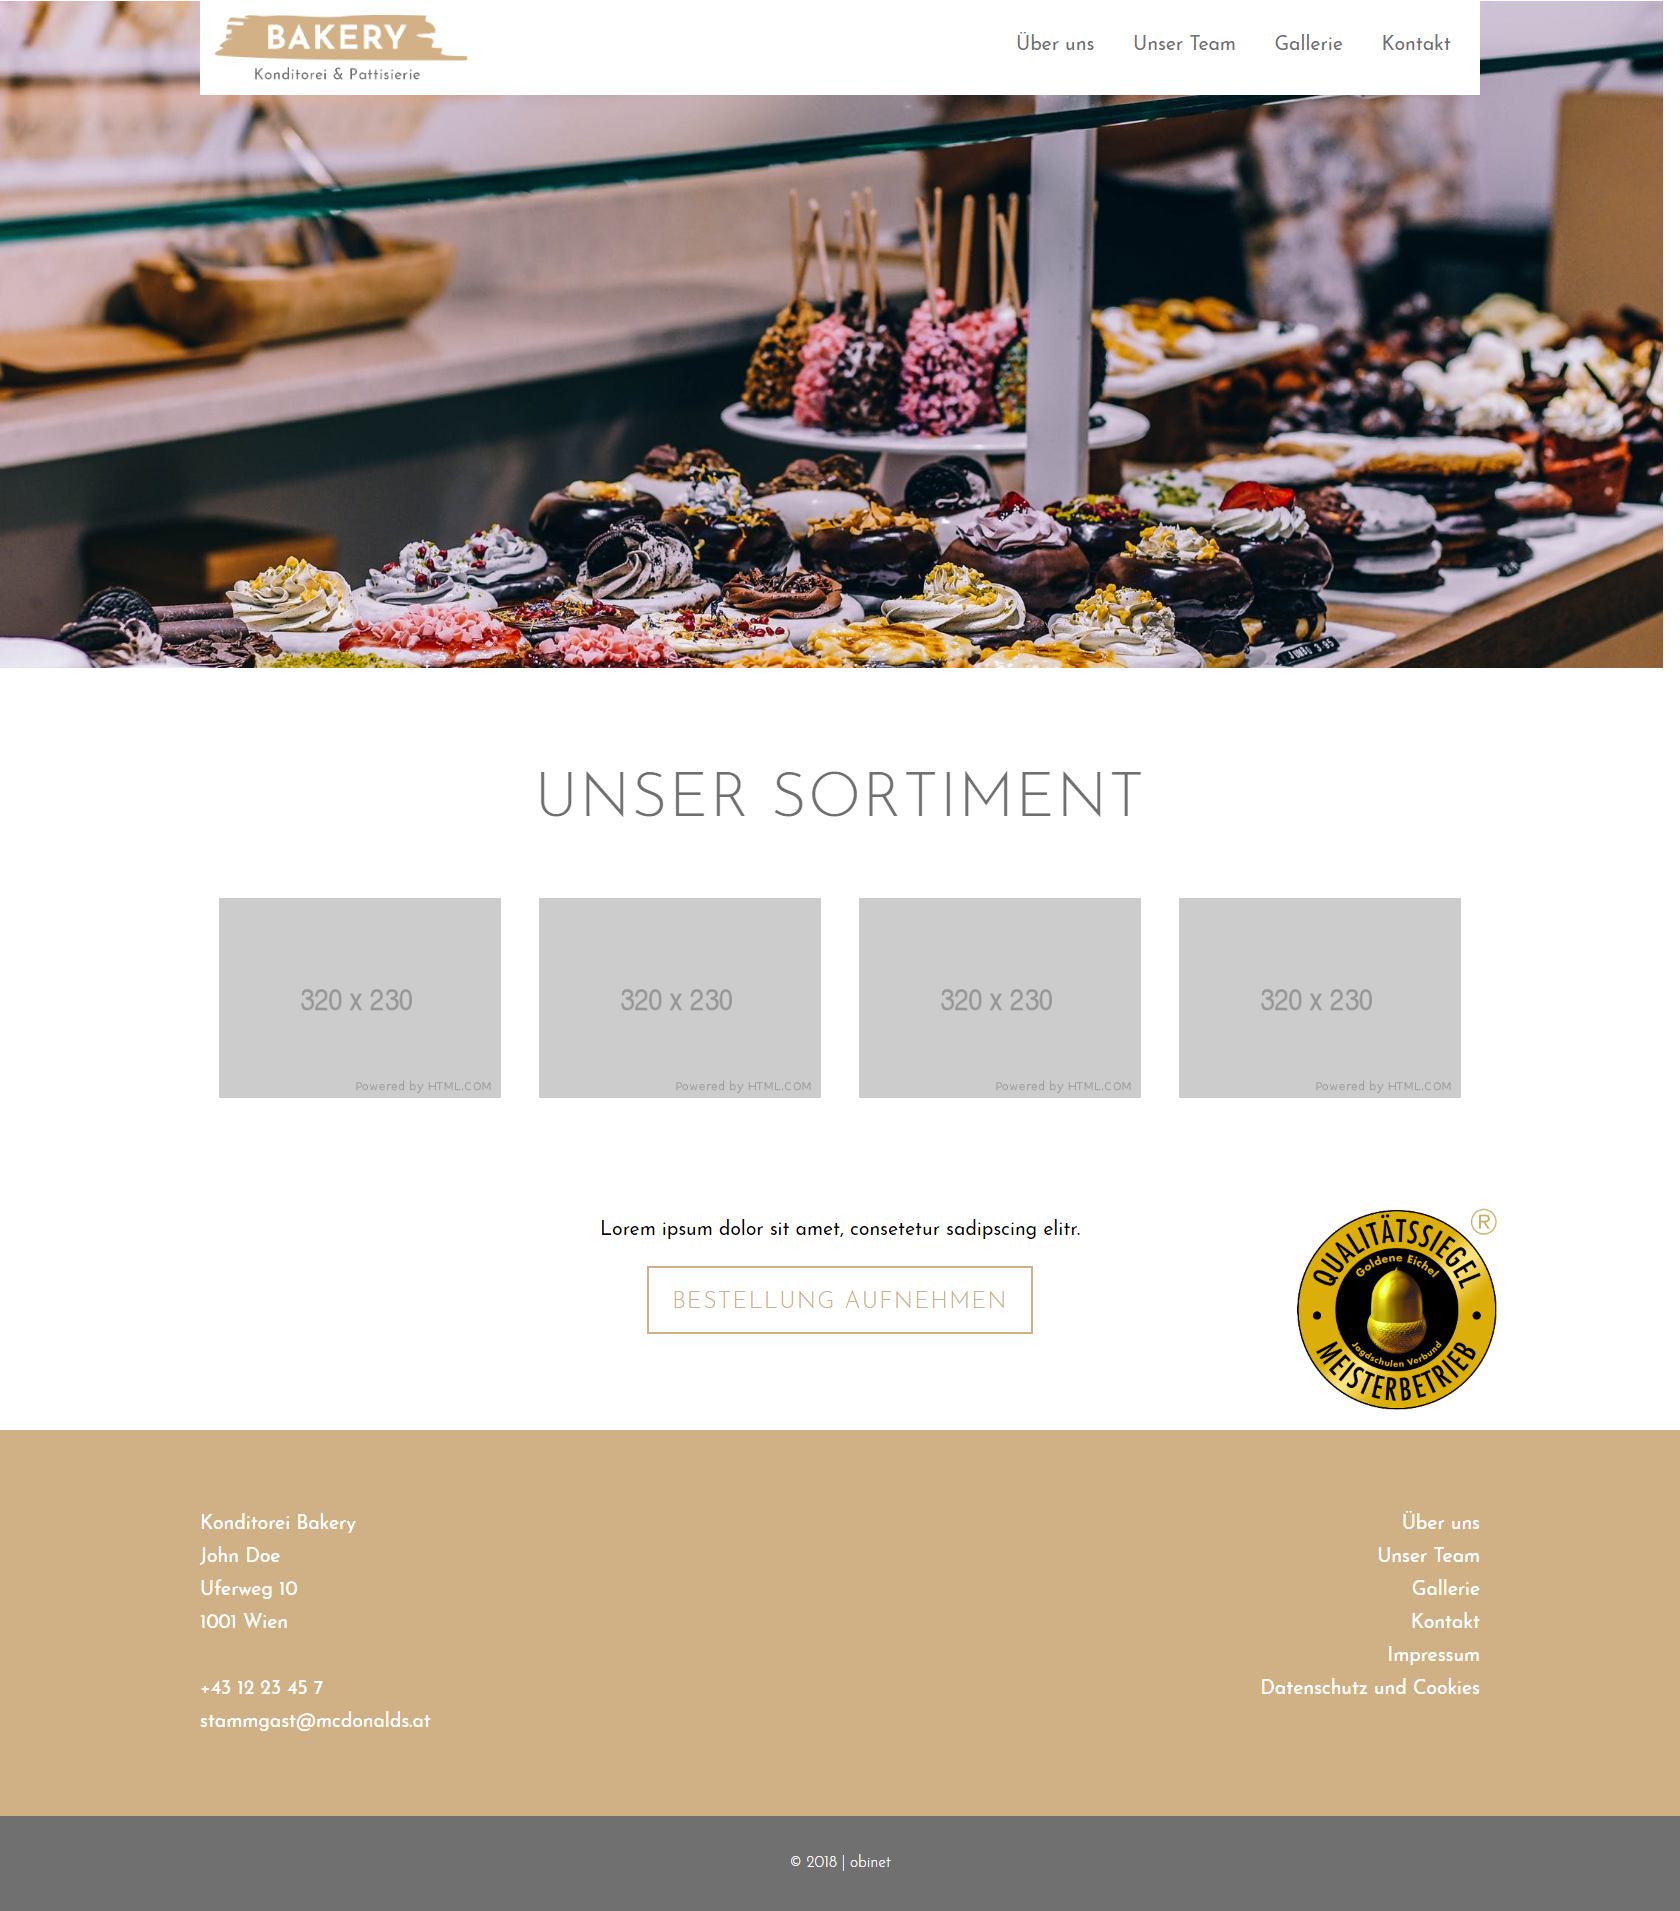 BAKERY
Konditorei & Pattisierie
Über uns Unser Team Gallerie Kontakt
JUMBO 3.95
UNSER SORTIMENT
320 x 230
Powered by HTML.COM
320 x 230
Powered by HTML.COM
320 x 230
Powered by HTML.COM
320 x 230
Powered by HTML.COM
Lorem ipsum dolor sit amet, consetetur sadipscing elitr.
BESTELLUNG AUFNEHMEN
®
QUALITÄTSSIEGEL
Goldene Eichel
Jagdschulen Verbund
MEISTERBETRIEB
Konditorei Bakery
John Doe
Uferweg 10
1001 Wien
+43 12 23 45 7
stammgast@mcdonalds.at
Über uns
Unser Team
Gallerie
Kontakt
Impressum
Datenschutz und Cookies
© 2018 | obinet